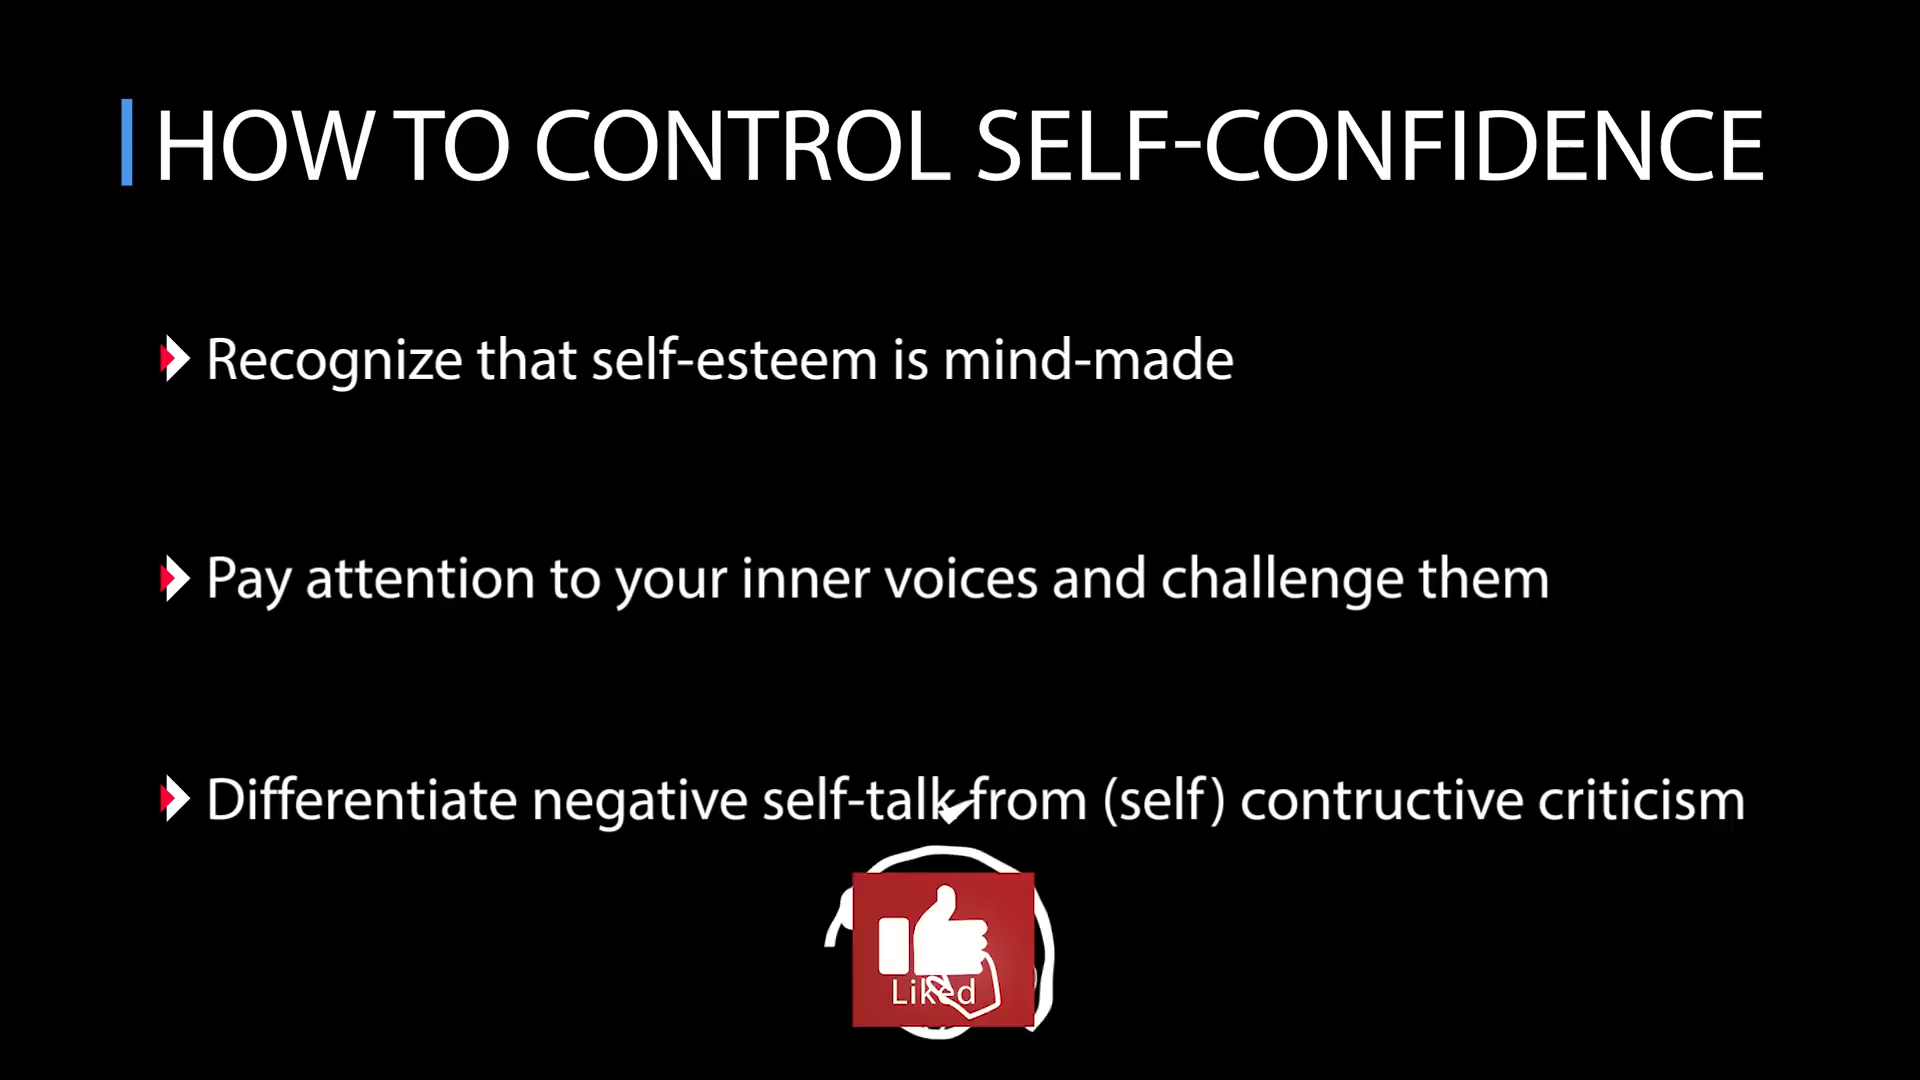 HOW TO CONTROL SELF-CONFIDENCE
Recognize that self-esteem is mind-made
Pay attention to your inner voices and challenge them
Differentiate negative self-talk from (self) contructive criticism
Liked